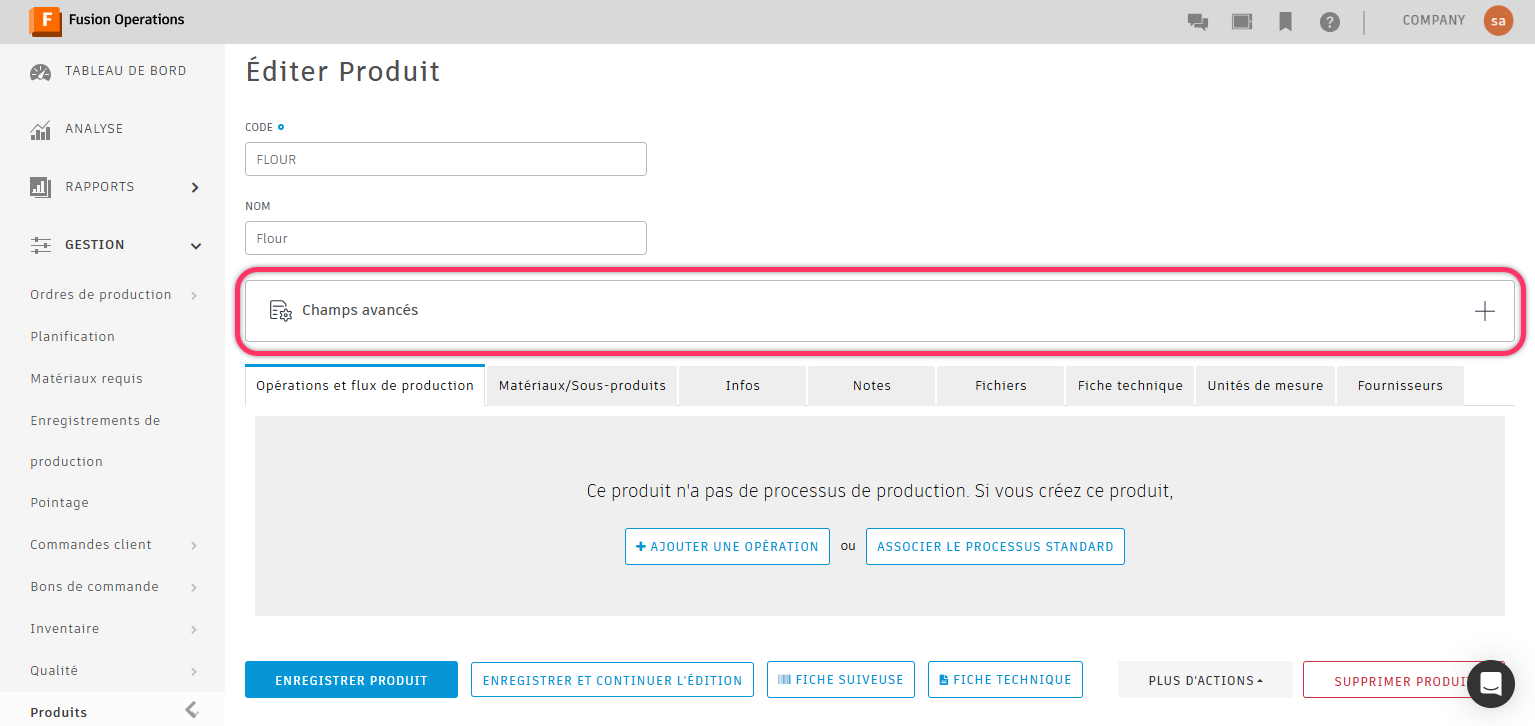 F Fusion Operations
COMPANY
sa
TABLEAU DE BORD
ANALYSE
RAPPORTS
GESTION
Ordres de production
Planification
Matériaux requis
Enregistrements de
production
Pointage
Commandes client
Bons de commande
Inventaire
Qualité
Produits
Éditer Produit
CODE
FLOUR
NOM
Flour
Champs avancés
Opérations et flux de production Matériaux/Sous-produits Infos Notes Fichiers Fiche technique Unités de mesure Fournisseurs
Ce produit n'a pas de processus de production. Si vous créez ce produit,
+ AJOUTER UNE OPÉRATION ou ASSOCIER LE PROCESSUS STANDARD
ENREGISTRER PRODUIT ENREGISTRER ET CONTINUER L'ÉDITION FICHE SUIVEUSE FICHE TECHNIQUE PLUS D'ACTIONS SUPPRIMER PRODUI